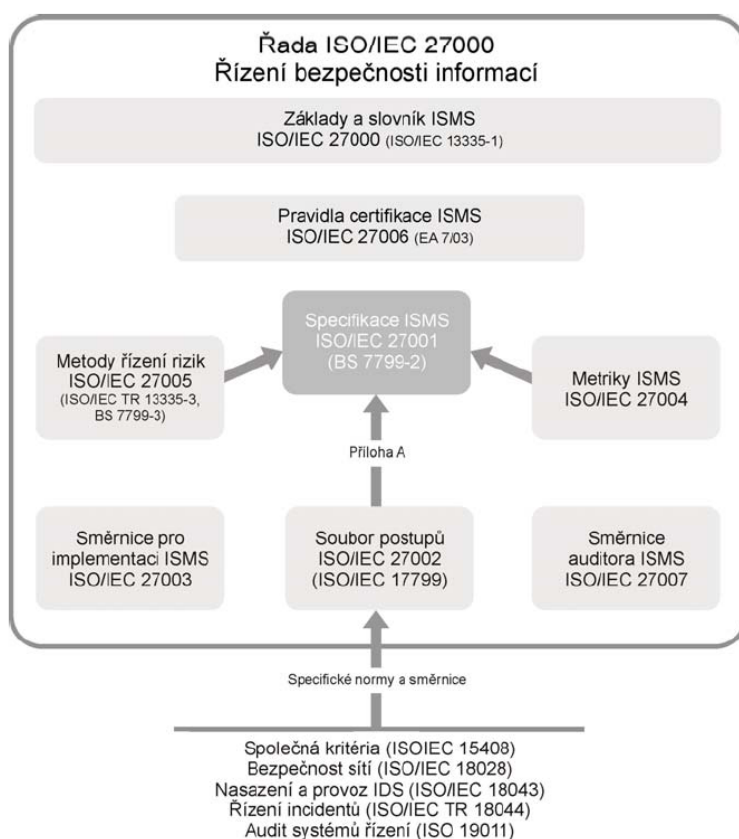 Řada ISO/IEC 27000
Řízení bezpečnosti informací
Základy a slovník ISMS
ISO/IEC 27000 (ISO/IEC 13335-1)
Pravidla certifikace ISMS
ISO/IEC 27006 (EA 7/03)
Specifikace ISMS
ISO/IEC 27001
(BS 7799-2)
Metody řízení rizik
ISO/IEC 27005
(ISO/IEC TR 13335-3,
BS 7799-3)
Metriky ISMS
ISO/IEC 27004
Příloha A
Směrnice pro
implementaci ISMS
ISO/IEC 27003
Soubor postupů
ISO/IEC 27002
(ISO/IEC 17799)
Směrnice
auditora ISMS
ISO/IEC 27007
Specifické normy a směrnice
Společná kritéria (ISOIEC 15408)
Bezpečnost sítí (ISO/IEC 18028)
Nasazení a provoz IDS (ISO/IEC 18043)
Řízení incidentů (ISO/IEC TR 18044)
Audit systémů řízení (ISO 19011)